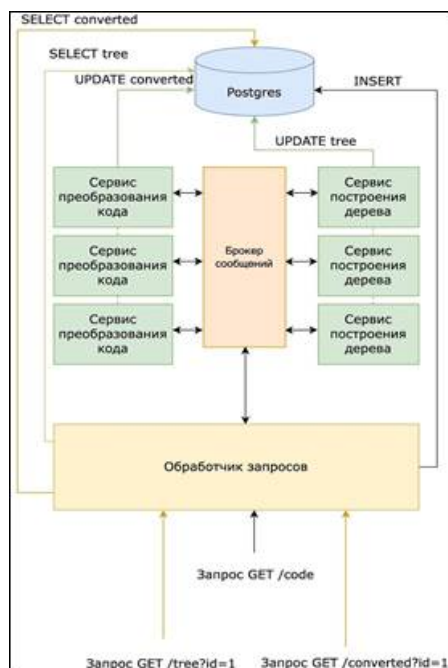 SELECT converted
SELECT tree
UPDATE converted
INSERT
Postgres
UPDATE tree
Сервис
преобразования
кода
Брокер
сообщений
Сервис
построения
дерева
Сервис
преобразования
кода
Сервис
построения
дерева
Сервис
преобразования
кода
Сервис
построения
дерева
Обработчик запросов
Запрос GET /code
Запрос GET /tree?id=1
Запрос GET /converted?id=1